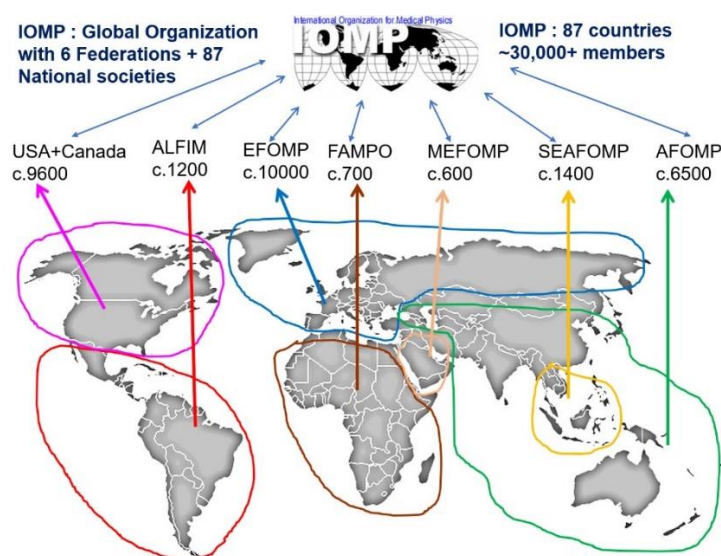 International Organization for Medical Physics
IOMP
IOMP : Global Organization
with 6 Federations + 87
National societies
IOMP : 87 countries
~30,000+ members
USA+Canada
c.9600
ALFIM
c.1200
EFOMP
c.10000
FAMPO
c.700
MEFOMP
c.600
SEAFOMP
c.1400
AFOMP
c.6500